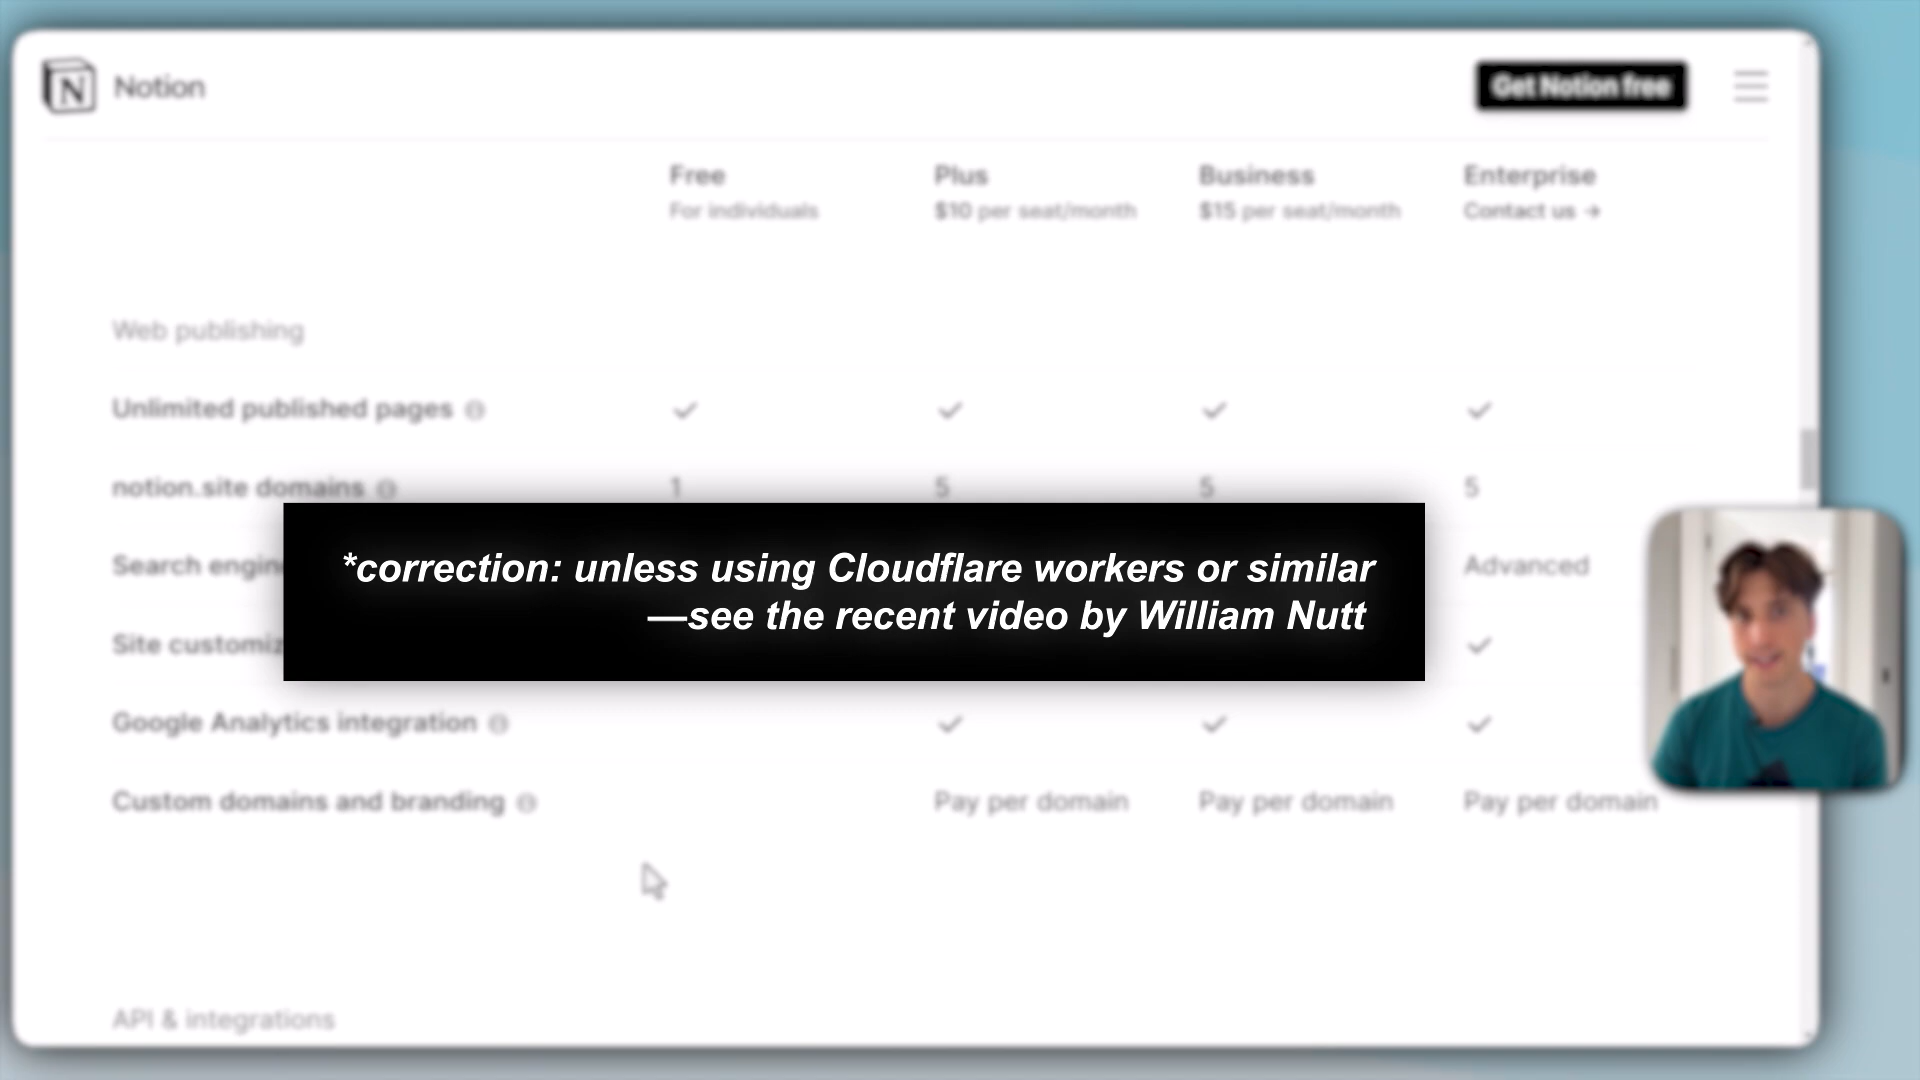 Notion
Get Notion free
Free Plus Business Enterprise
For individuals $10 per seat/month $15 per seat/month Contact us →
Web publishing
Unlimited published pages
notion.site domains 1 5 5 5
*correction: unless using Cloudflare workers or similar
—see the recent video by William Nutt
Search Advanced
Site
Google Analytics integration
Custom domains and branding Pay per domain Pay per domain Pay per domain
API & integrations